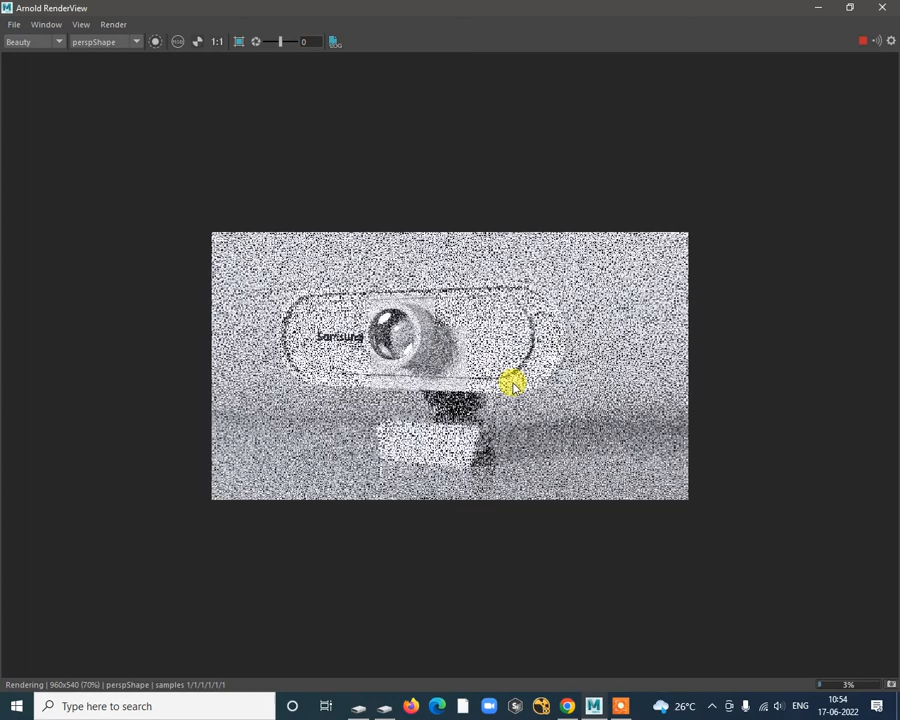 Arnold RenderView
File Window View Render
Beauty perspShape 1:1 0
Samsung
Rendering | 960x540 (70%) | perspShape | samples 1/1/1/1/1/1
3%
Type here to search
26°C
ENG
10:54
17-06-2022